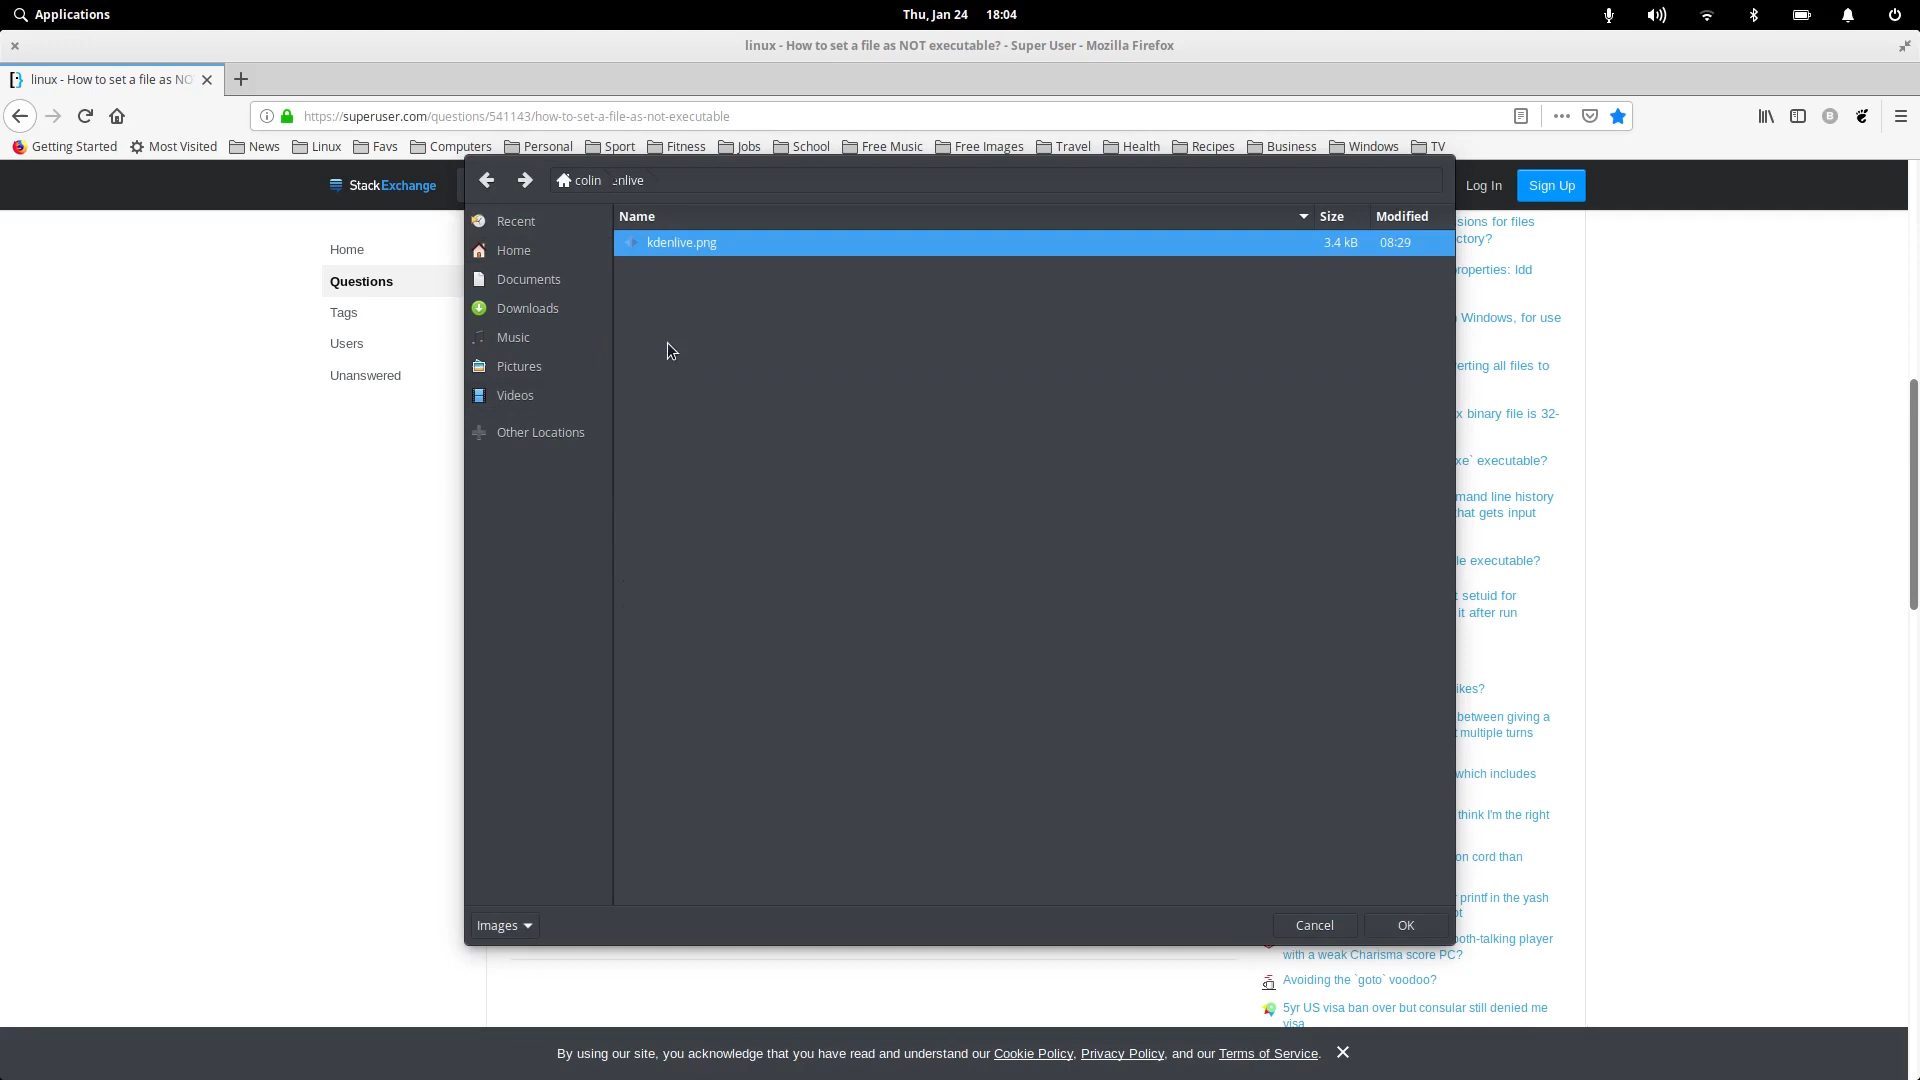 Applications
Thu, Jan 24 18:04
linux - How to set a file as NOT executable? - Super User - Mozilla Firefox
linux - How to set a file as NO
https://superuser.com/questions/541143/how-to-set-a-file-as-not-executable
Getting Started Most Visited News Linux Favs Computers Personal Sport Fitness Jobs School Free Music Free Images Travel Health Recipes Business Windows TV
StackExchange
Log In Sign Up
Home
Questions
Tags
Users
Unanswered
colin enlive
Recent
Home
Documents
Downloads
Music
Pictures
Videos
Other Locations
Name Size Modified
kdenlive.png 3.4 kB 08:29
Images Cancel OK
sions for files
ctory?
roperties: ldd
Windows, for use
erting all files to
x binary file is 32-
xe` executable?
mand line history
hat gets input
le executable?
setuid for
it after run
ikes?
between giving a
multiple turns
which includes
think I'm the right
on cord than
printf in the yash
pt
oth-talking player
with a weak Charisma score PC?
Avoiding the `goto` voodoo?
5yr US visa ban over but consular still denied me
visa
By using our site, you acknowledge that you have read and understand our Cookie Policy, Privacy Policy, and our Terms of Service.